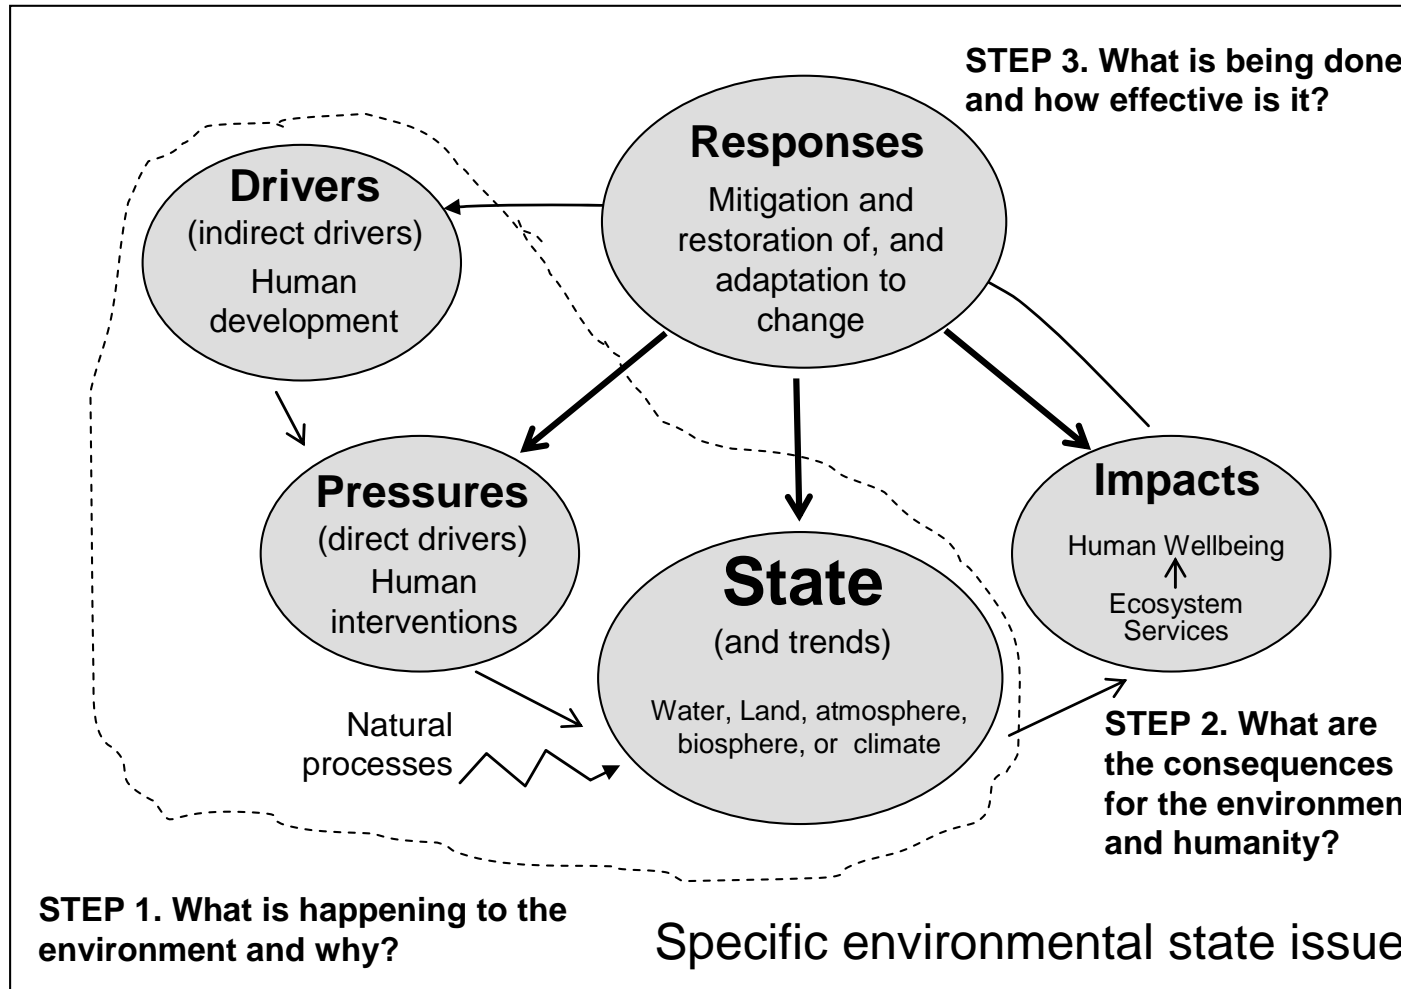 STEP 3. What is being done
and how effective is it?
Responses
Mitigation and
restoration of, and
adaptation to
change
Drivers
(indirect drivers)
Human
development
Pressures
(direct drivers)
Human
interventions
Impacts
Human Wellbeing
Ecosystem
Services
State
(and trends)
Water, Land, atmosphere,
biosphere, or climate
Natural
processes
STEP 2. What are
the consequences
for the environmen
and humanity?
STEP 1. What is happening to the
environment and why?
Specific environmental state issue